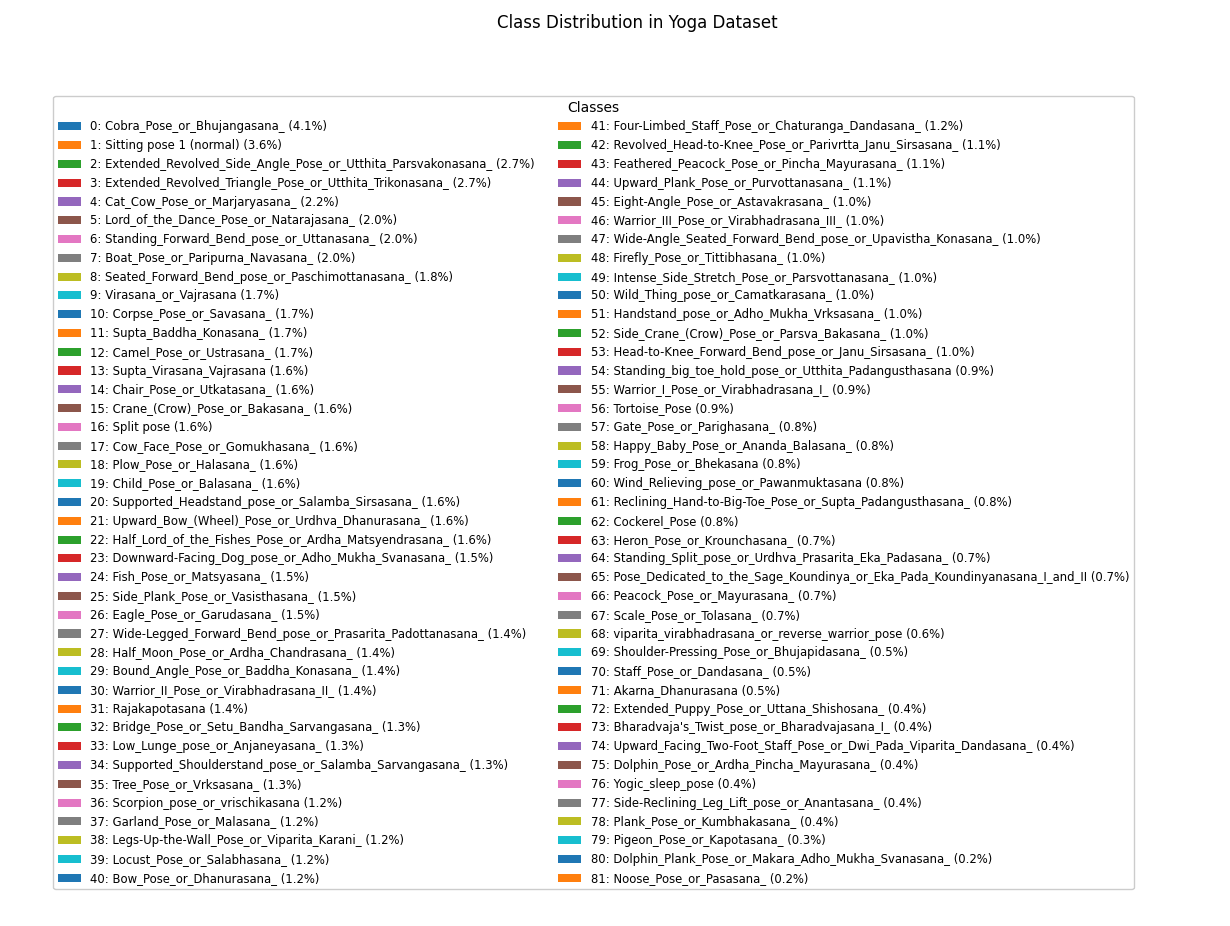 Class Distribution in Yoga Dataset
Classes
0: Cobra_Pose_or_Bhujangasana_ (4.1%)
1: Sitting pose 1 (normal) (3.6%)
2: Extended_Revolved_Side_Angle_Pose_or_Utthita_Parsvakonasana_ (2.7%)
3: Extended_Revolved_Triangle_Pose_or_Utthita_Trikonasana_ (2.7%)
4: Cat_Cow_Pose_or_Marjaryasana_ (2.2%)
5: Lord_of_the_Dance_Pose_or_Natarajasana_ (2.0%)
6: Standing_Forward_Bend_pose_or_Uttanasana_ (2.0%)
7: Boat_Pose_or_Paripurna_Navasana_ (2.0%)
8: Seated_Forward_Bend_pose_or_Paschimottanasana_ (1.8%)
9: Virasana_or_Vajrasana (1.7%)
10: Corpse_Pose_or_Savasana_ (1.7%)
11: Supta_Baddha_Konasana_ (1.7%)
12: Camel_Pose_or_Ustrasana_ (1.7%)
13: Supta_Virasana_Vajrasana (1.6%)
14: Chair_Pose_or_Utkatasana_ (1.6%)
15: Crane_(Crow)_Pose_or_Bakasana_ (1.6%)
16: Split pose (1.6%)
17: Cow_Face_Pose_or_Gomukhasana_ (1.6%)
18: Plow_Pose_or_Halasana_ (1.6%)
19: Child_Pose_or_Balasana_ (1.6%)
20: Supported_Headstand_pose_or_Salamba_Sirsasana_ (1.6%)
21: Upward_Bow_(Wheel)_Pose_or_Urdhva_Dhanurasana_ (1.6%)
22: Half_Lord_of_the_Fishes_Pose_or_Ardha_Matsyendrasana_ (1.6%)
23: Downward-Facing_Dog_pose_or_Adho_Mukha_Svanasana_ (1.5%)
24: Fish_Pose_or_Matsyasana_ (1.5%)
25: Side_Plank_Pose_or_Vasisthasana_ (1.5%)
26: Eagle_Pose_or_Garudasana_ (1.5%)
27: Wide-Legged_Forward_Bend_pose_or_Prasarita_Padottanasana_ (1.4%)
28: Half_Moon_Pose_or_Ardha_Chandrasana_ (1.4%)
29: Bound_Angle_Pose_or_Baddha_Konasana_ (1.4%)
30: Warrior_II_Pose_or_Virabhadrasana_II_ (1.4%)
31: Rajakapotasana (1.4%)
32: Bridge_Pose_or_Setu_Bandha_Sarvangasana_ (1.3%)
33: Low_Lunge_pose_or_Anjaneyasana_ (1.3%)
34: Supported_Shoulderstand_pose_or_Salamba_Sarvangasana_ (1.3%)
35: Tree_Pose_or_Vrksasana_ (1.3%)
36: Scorpion_pose_or_vrischikasana (1.2%)
37: Garland_Pose_or_Malasana_ (1.2%)
38: Legs-Up-the-Wall_Pose_or_Viparita_Karani_ (1.2%)
39: Locust_Pose_or_Salabhasana_ (1.2%)
40: Bow_Pose_or_Dhanurasana_ (1.2%)
41: Four-Limbed_Staff_Pose_or_Chaturanga_Dandasana_ (1.2%)
42: Revolved_Head-to-Knee_Pose_or_Parivrtta_Janu_Sirsasana_ (1.1%)
43: Feathered_Peacock_Pose_or_Pincha_Mayurasana_ (1.1%)
44: Upward_Plank_Pose_or_Purvottanasana_ (1.1%)
45: Eight-Angle_Pose_or_Astavakrasana_ (1.0%)
46: Warrior_III_Pose_or_Virabhadrasana_III_ (1.0%)
47: Wide-Angle_Seated_Forward_Bend_pose_or_Upavistha_Konasana_ (1.0%)
48: Firefly_Pose_or_Tittibhasana_ (1.0%)
49: Intense_Side_Stretch_Pose_or_Parsvottanasana_ (1.0%)
50: Wild_Thing_pose_or_Camatkarasana_ (1.0%)
51: Handstand_pose_or_Adho_Mukha_Vrksasana_ (1.0%)
52: Side_Crane_(Crow)_Pose_or_Parsva_Bakasana_ (1.0%)
53: Head-to-Knee_Forward_Bend_pose_or_Janu_Sirsasana_ (1.0%)
54: Standing_big_toe_hold_pose_or_Utthita_Padangusthasana (0.9%)
55: Warrior_I_Pose_or_Virabhadrasana_I_ (0.9%)
56: Tortoise_Pose (0.9%)
57: Gate_Pose_or_Parighasana_ (0.8%)
58: Happy_Baby_Pose_or_Ananda_Balasana_ (0.8%)
59: Frog_Pose_or_Bhekasana (0.8%)
60: Wind_Relieving_pose_or_Pawanmuktasana (0.8%)
61: Reclining_Hand-to-Big-Toe_Pose_or_Supta_Padangusthasana_ (0.8%)
62: Cockerel_Pose (0.8%)
63: Heron_Pose_or_Krounchasana_ (0.7%)
64: Standing_Split_pose_or_Urdhva_Prasarita_Eka_Padasana_ (0.7%)
65: Pose_Dedicated_to_the_Sage_Koundinya_or_Eka_Pada_Koundinyanasana_I_and_II (0.7%)
66: Peacock_Pose_or_Mayurasana_ (0.7%)
67: Scale_Pose_or_Tolasana_ (0.7%)
68: viparita_virabhadrasana_or_reverse_warrior_pose (0.6%)
69: Shoulder-Pressing_Pose_or_Bhujapidasana_ (0.5%)
70: Staff_Pose_or_Dandasana_ (0.5%)
71: Akarna_Dhanurasana (0.5%)
72: Extended_Puppy_Pose_or_Uttana_Shishosana_ (0.4%)
73: Bharadvaja's_Twist_pose_or_Bharadvajasana_I_ (0.4%)
74: Upward_Facing_Two-Foot_Staff_Pose_or_Dwi_Pada_Viparita_Dandasana_ (0.4%)
75: Dolphin_Pose_or_Ardha_Pincha_Mayurasana_ (0.4%)
76: Yogic_sleep_pose (0.4%)
77: Side-Reclining_Leg_Lift_pose_or_Anantasana_ (0.4%)
78: Plank_Pose_or_Kumbhakasana_ (0.4%)
79: Pigeon_Pose_or_Kapotasana_ (0.3%)
80: Dolphin_Plank_Pose_or_Makara_Adho_Mukha_Svanasana_ (0.2%)
81: Noose_Pose_or_Pasasana_ (0.2%)